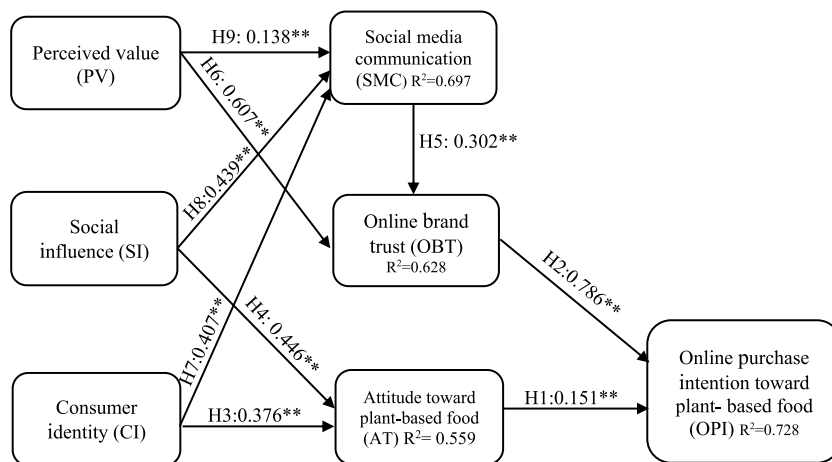 Perceived value
(PV)
H9: 0.138**
Social media
communication
(SMC) R²=0.697
H6: 0.607**
H8:0.439**
H5: 0.302**
Social
influence (SI)
Online brand
trust (OBT)
R²=0.628
H2:0.786**
H7:0.407**
H4: 0.446**
Consumer
identity (CI)
H3:0.376**
Attitude toward
plant-based food
(AT) R²= 0.559
H1:0.151**
Online purchase
intention toward
plant- based food
(OPI) R²=0.728